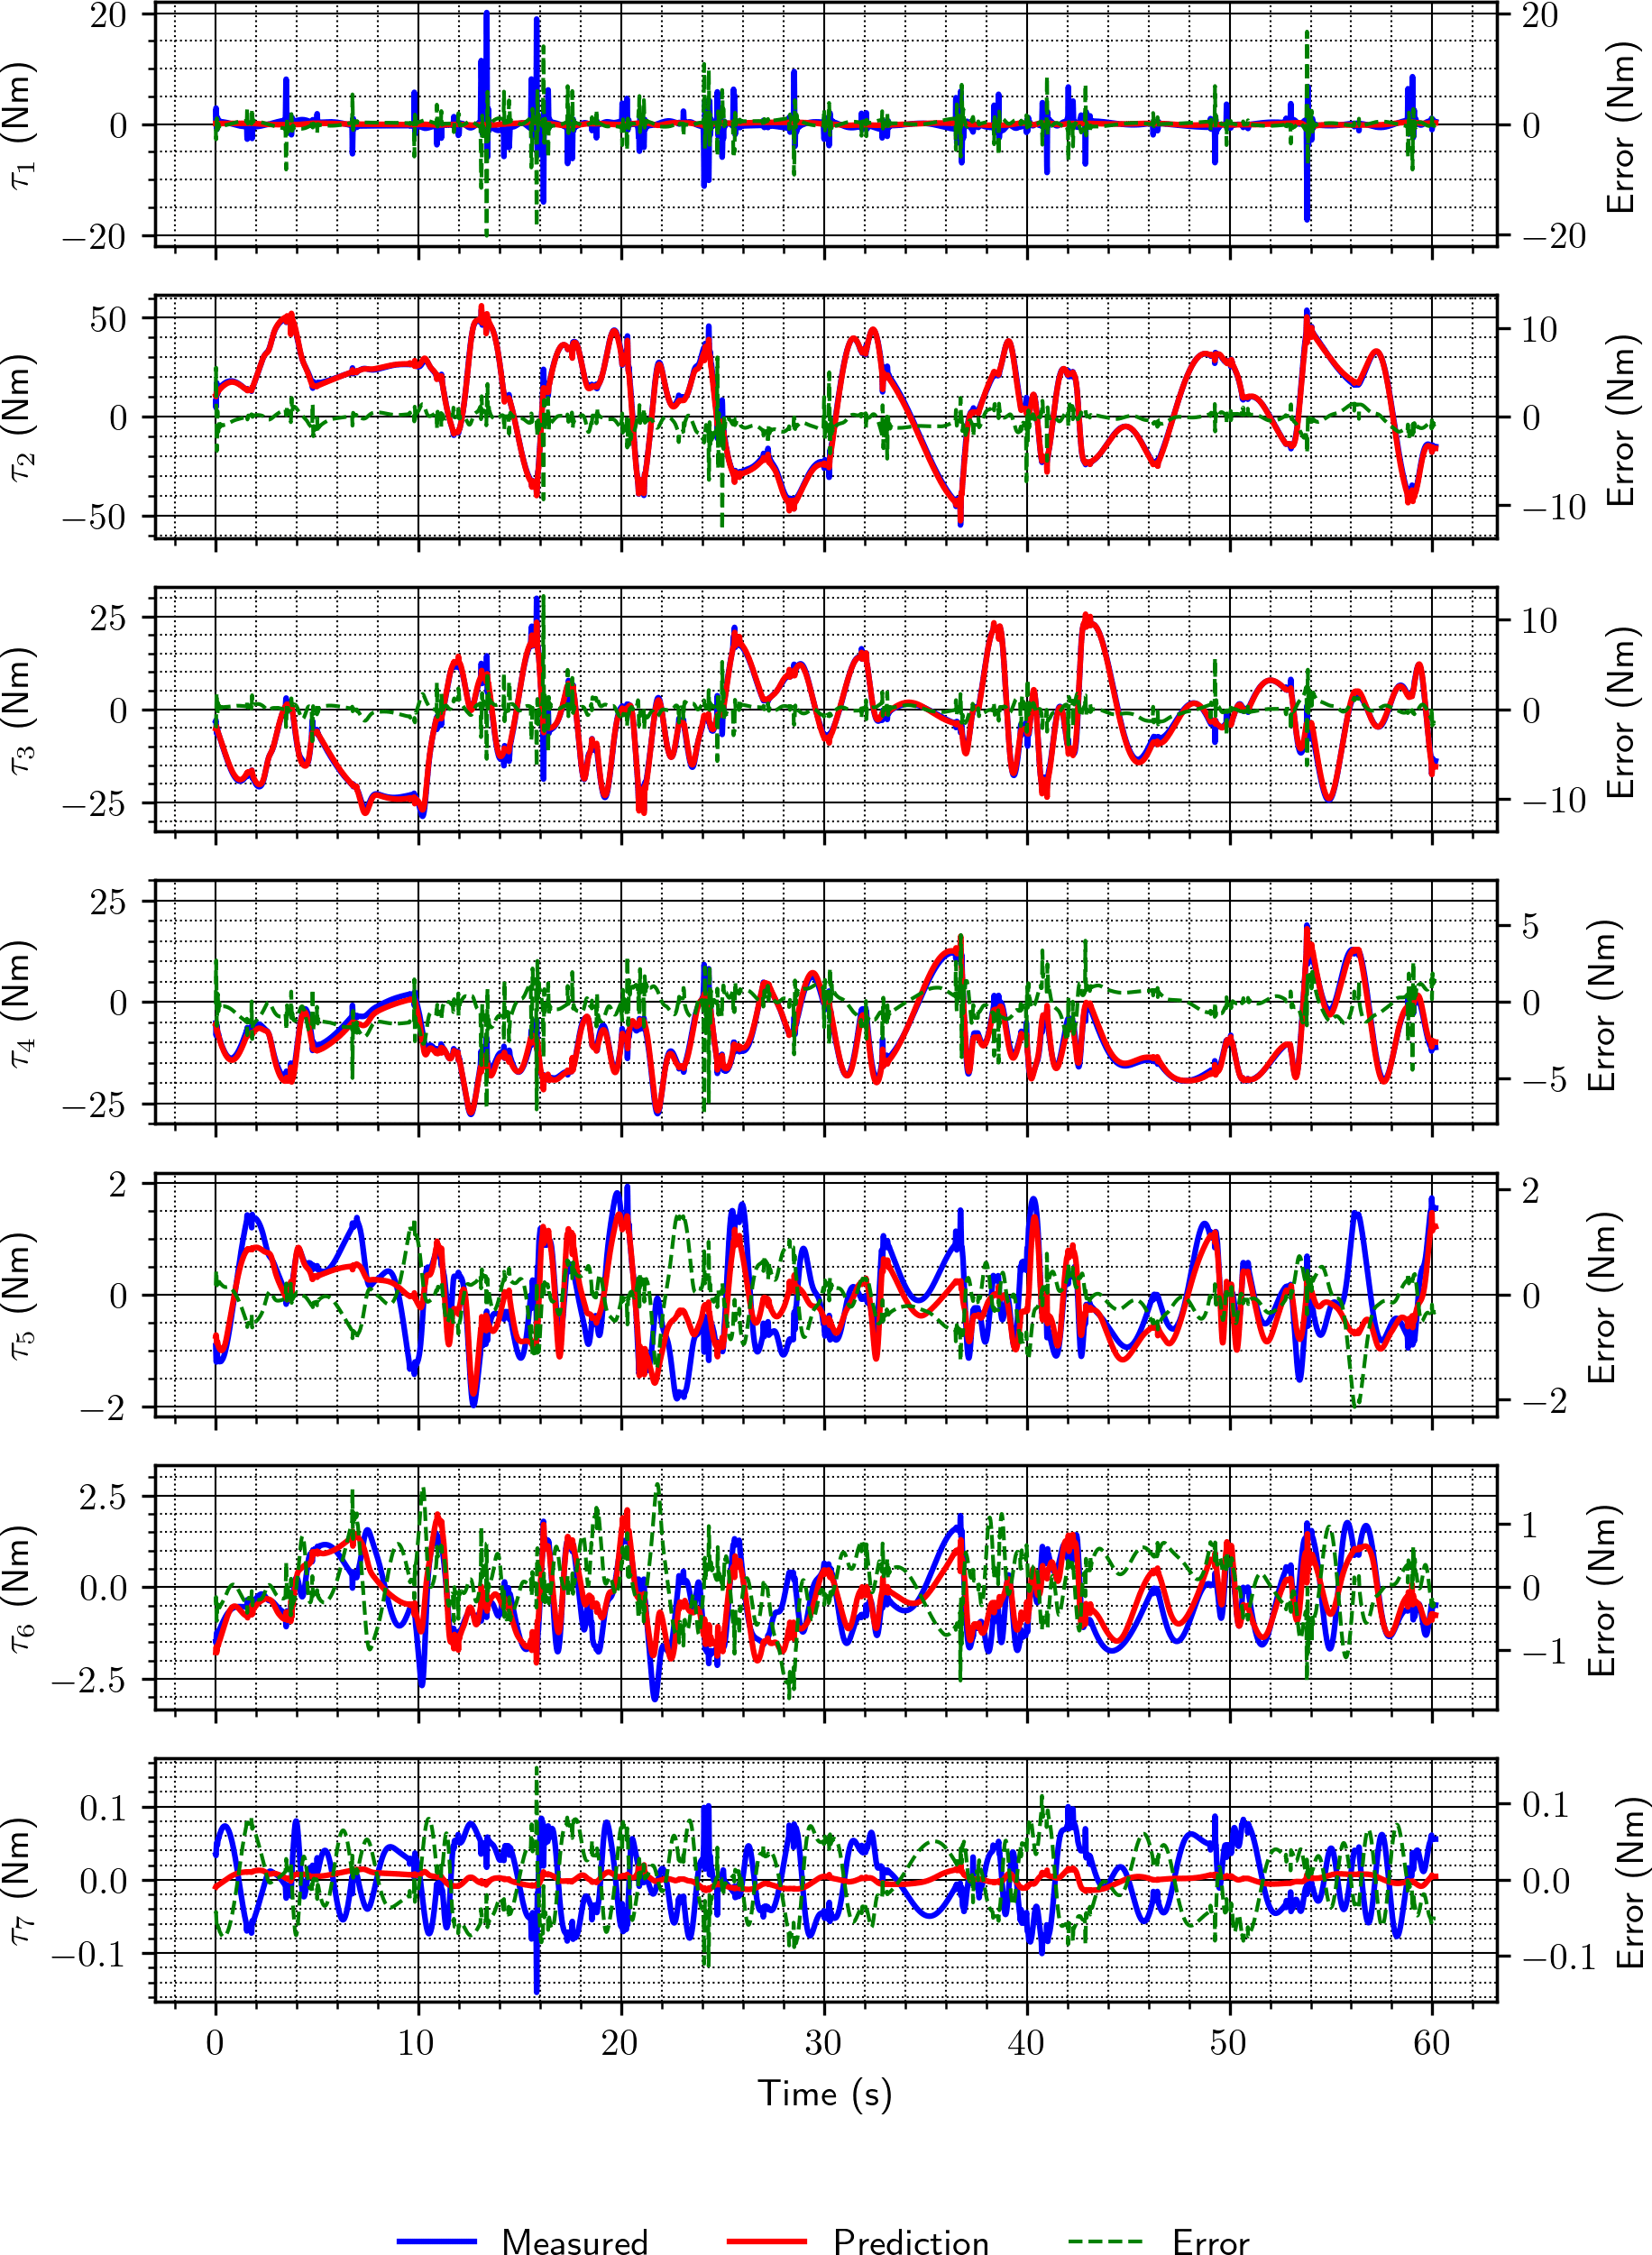 20 20
0 0
−20 −20
τ1 (Nm) Error (Nm)
50 10
0 0
−50 −10
τ2 (Nm) Error (Nm)
25 10
0 0
−25 −10
τ3 (Nm) Error (Nm)
25 5
0 0
−25 −5
τ4 (Nm) Error (Nm)
2 2
0 0
−2 −2
τ5 (Nm) Error (Nm)
2.5 1
0.0 0
−2.5 −1
τ6 (Nm) Error (Nm)
0.1 0.1
0.0 0.0
−0.1 −0.1
τ7 (Nm) Error (Nm)
0 10 20 30 40 50 60
Time (s)
Measured Prediction Error